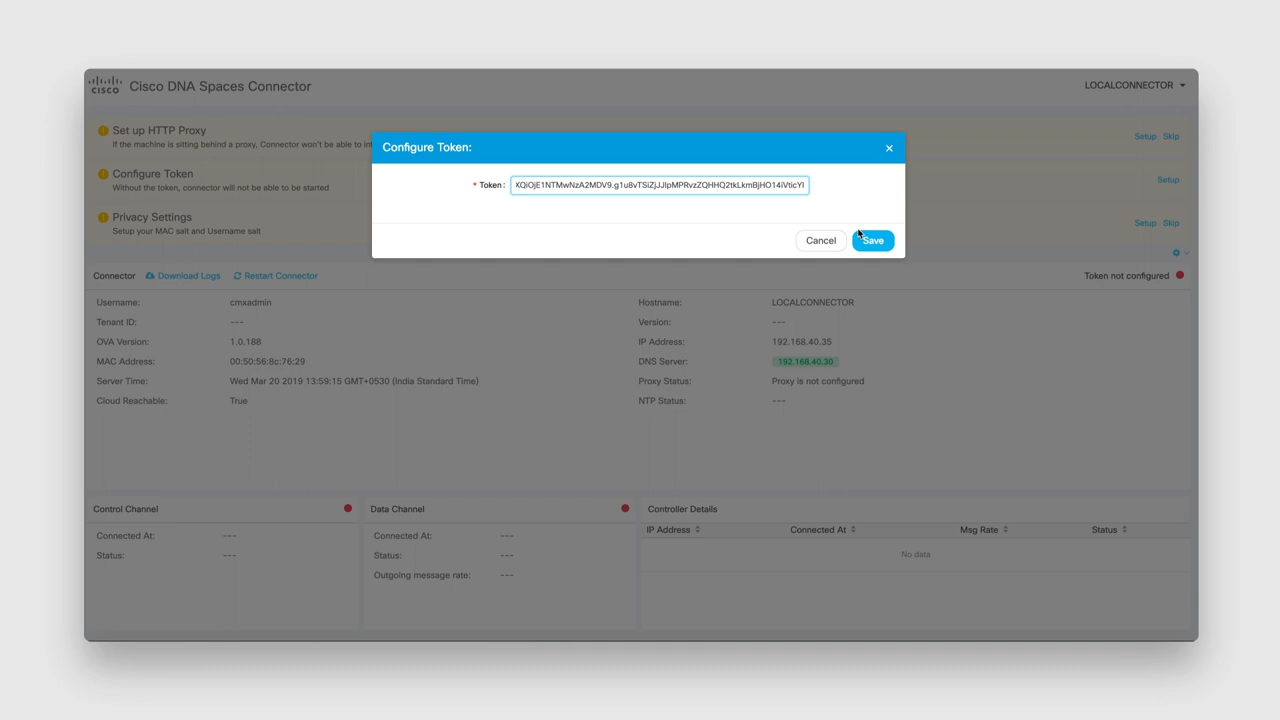 CISCO
Cisco DNA Spaces Connector
LOCALCONNECTOR
Set up HTTP Proxy
If the machine is sitting behind a proxy, Connector won't be able to
Setup Skip
Configure Token
Without the token, connector will not be able to be started
Setup
Privacy Settings
Setup your MAC salt and Username salt
Setup Skip
Configure Token:
* Token:
Cancel
Save
Connector
Download Logs
Restart Connector
Token not configured
Username: cmxadmin
Hostname: LOCALCONNECTOR
Tenant ID: ---
Version: ---
OVA Version: 1.0.188
IP Address: 192.168.40.35
MAC Address: 00:50:56:8c:76:29
DNS Server: 192.168.40.30
Server Time: Wed Mar 20 2019 13:59:15 GMT+0530 (India Standard Time)
Proxy Status: Proxy is not configured
Cloud Reachable: True
NTP Status: ---
Control Channel
Connected At: ---
Status: ---
Data Channel
Connected At: ---
Status: ---
Outgoing message rate: ---
Controller Details
IP Address Connected At Msg Rate Status
No data